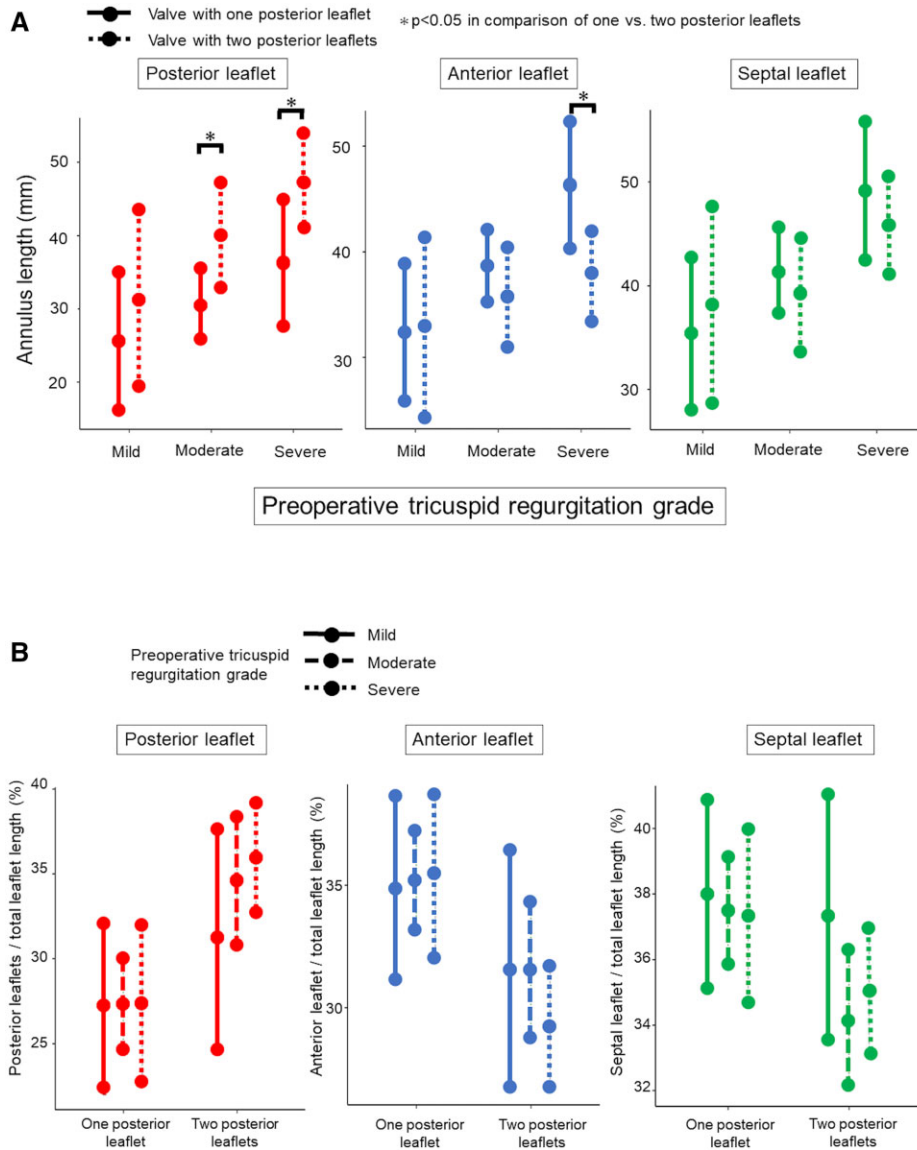 A
Valve with one posterior leaflet
Valve with two posterior leaflets
*p<0.05 in comparison of one vs. two posterior leaflets
Posterior leaflet
Anterior leaflet
Septal leaflet
Annulus length (mm)
50
40
30
20
*
*
Mild
Moderate
Severe
50
40
30
*
Mild
Moderate
Severe
50
40
30
Mild
Moderate
Severe
Preoperative tricuspid regurgitation grade
B
Preoperative tricuspid
regurgitation grade
Mild
Moderate
Severe
Posterior leaflet
Anterior leaflet
Septal leaflet
Posterior leaflets / total leaflet length (%)
40
35
30
25
One posterior
leaflet
Two posterior
leaflets
Anterior leaflet / total leaflet length (%)
35
30
One posterior
leaflet
Two posterior
leaflets
Septal leaflet / total leaflet length (%)
40
38
36
34
32
One posterior
leaflet
Two posterior
leaflets